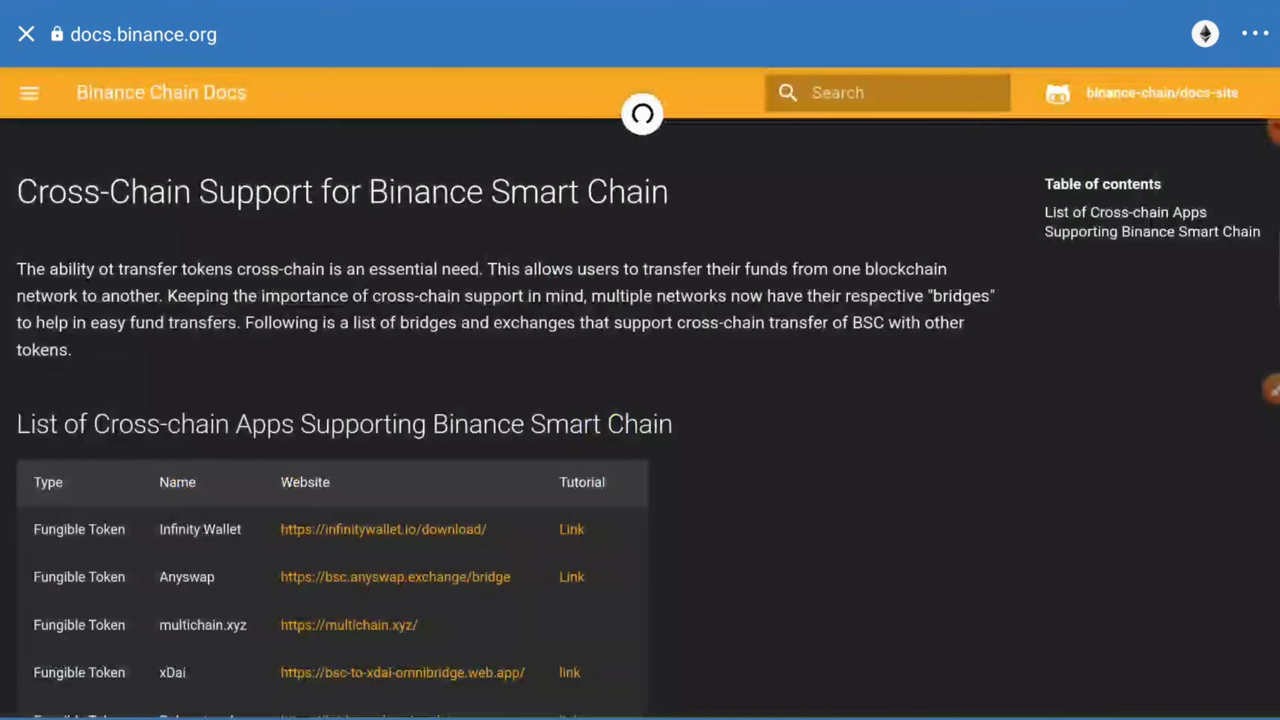 docs.binance.org
Binance Chain Docs
Search
binance-chain/docs-site
Cross-Chain Support for Binance Smart Chain
The ability ot transfer tokens cross-chain is an essential need. This allows users to transfer their funds from one blockchain
network to another. Keeping the importance of cross-chain support in mind, multiple networks now have their respective "bridges"
to help in easy fund transfers. Following is a list of bridges and exchanges that support cross-chain transfer of BSC with other
tokens.
Table of contents
List of Cross-chain Apps
Supporting Binance Smart Chain
List of Cross-chain Apps Supporting Binance Smart Chain
Type Name Website Tutorial
Fungible Token Infinity Wallet https://infinitywallet.io/download/ Link
Fungible Token Anyswap https://bsc.anyswap.exchange/bridge Link
Fungible Token multichain.xyz https://multichain.xyz/
Fungible Token xDai https://bsc-to-xdai-omnibridge.web.app/ link